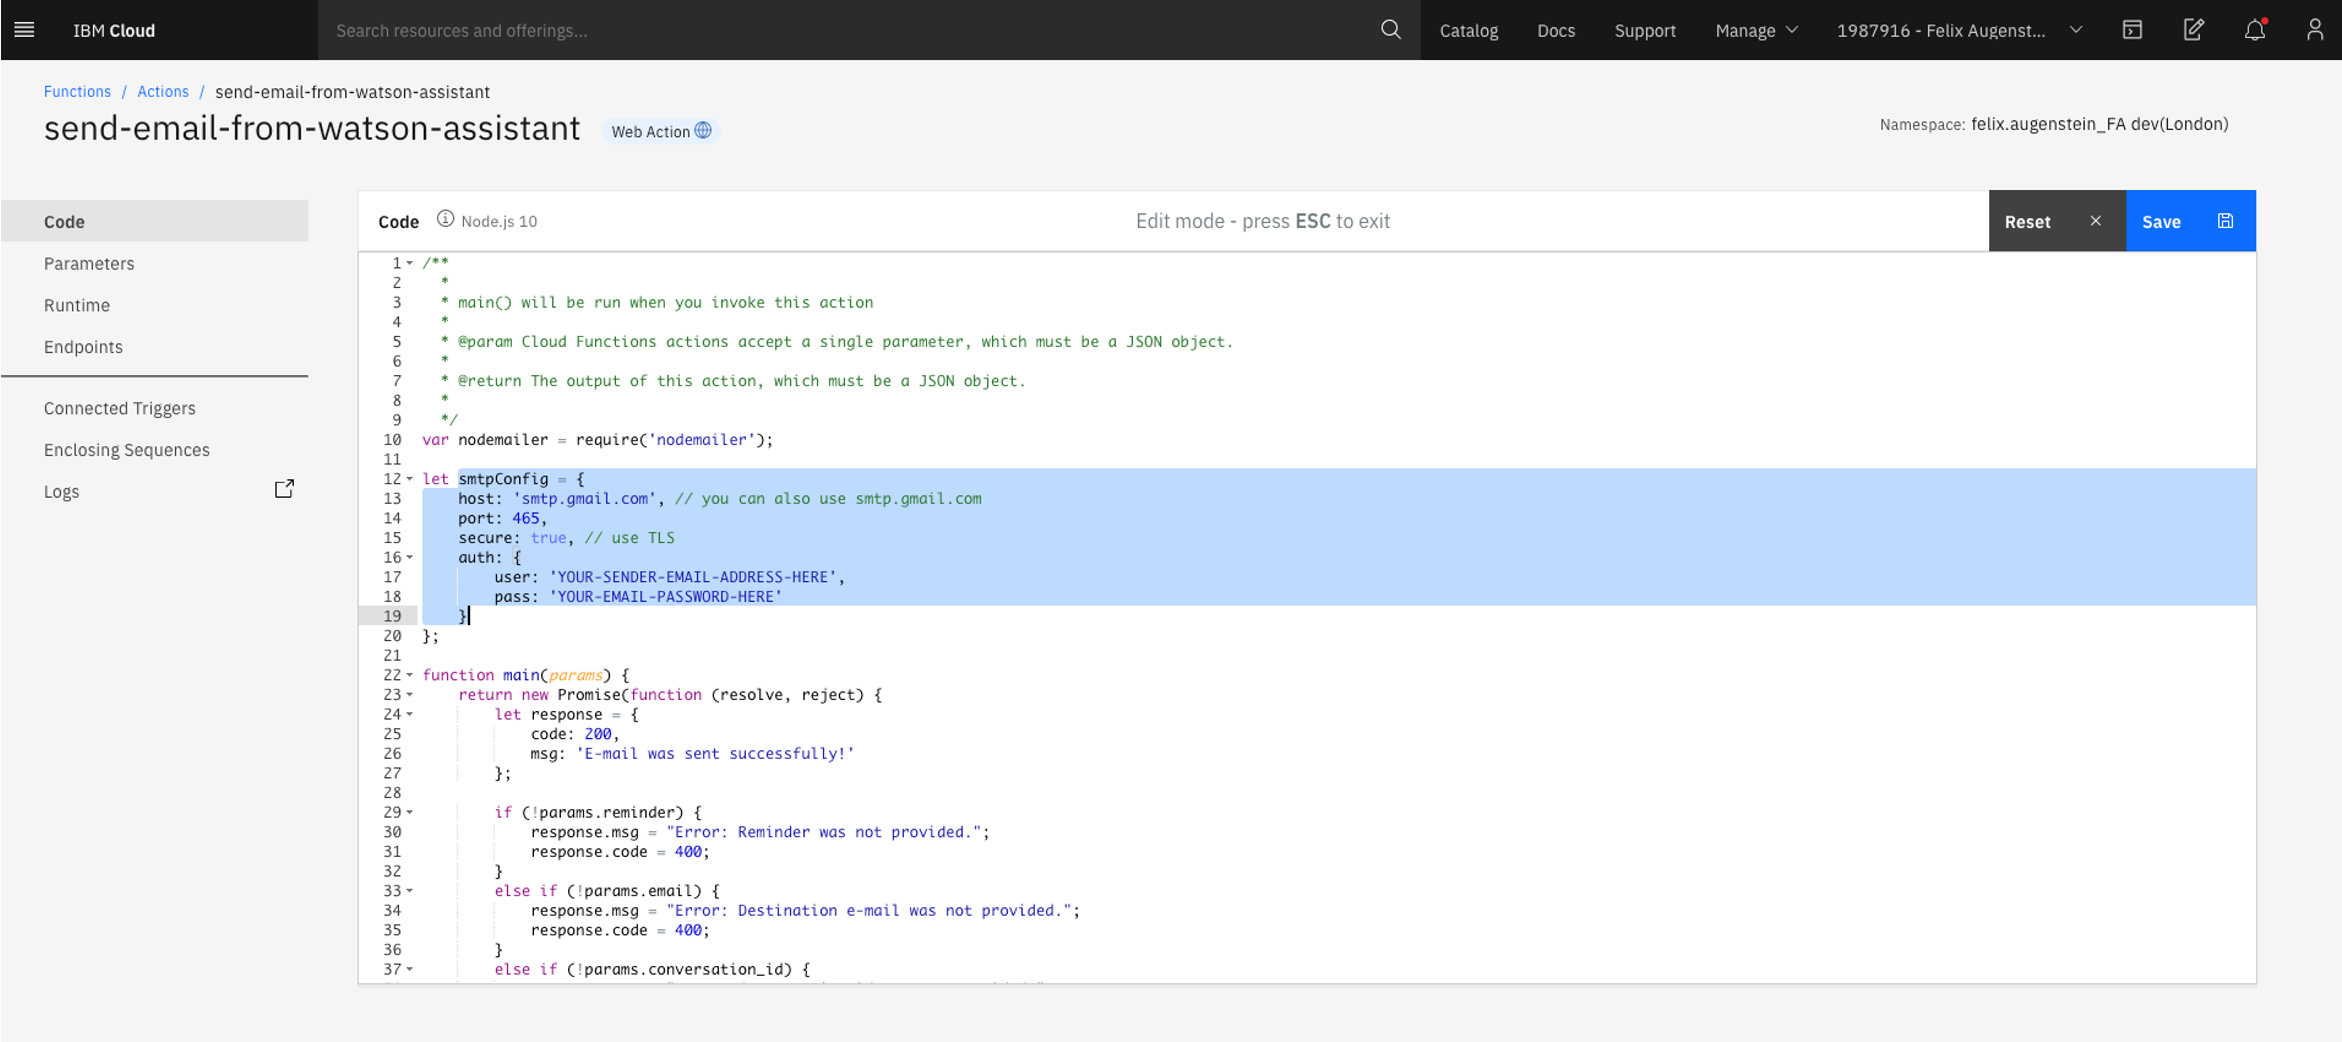 IBM Cloud
Search resources and offerings...
Catalog
Docs
Support
Manage
1987916 - Felix Augenst...
Functions / Actions / send-email-from-watson-assistant
send-email-from-watson-assistant
Web Action
Namespace: felix.augenstein_FA dev(London)
Code
Parameters
Runtime
Endpoints
Connected Triggers
Enclosing Sequences
Logs
Code
Node.js 10
Edit mode - press ESC to exit
Reset
Save
1 /**
2 *
3 * main() will be run when you invoke this action
4 *
5 * @param Cloud Functions actions accept a single parameter, which must be a JSON object.
6 *
7 * @return The output of this action, which must be a JSON object.
8 *
9 */
10 var nodemailer = require('nodemailer');
11
12 let smtpConfig = {
13 host: 'smtp.gmail.com', // you can also use smtp.gmail.com
14 port: 465,
15 secure: true, // use TLS
16 auth: {
17 user: 'YOUR-SENDER-EMAIL-ADDRESS-HERE',
18 pass: 'YOUR-EMAIL-PASSWORD-HERE'
19 }
20 };
21
22 function main(params) {
23 return new Promise(function (resolve, reject) {
24 let response = {
25 code: 200,
26 msg: 'E-mail was sent successfully!'
27 };
28
29 if (!params.reminder) {
30 response.msg = "Error: Reminder was not provided.";
31 response.code = 400;
32 }
33 else if (!params.email) {
34 response.msg = "Error: Destination e-mail was not provided.";
35 response.code = 400;
36 }
37 else if (!params.conversation_id) {